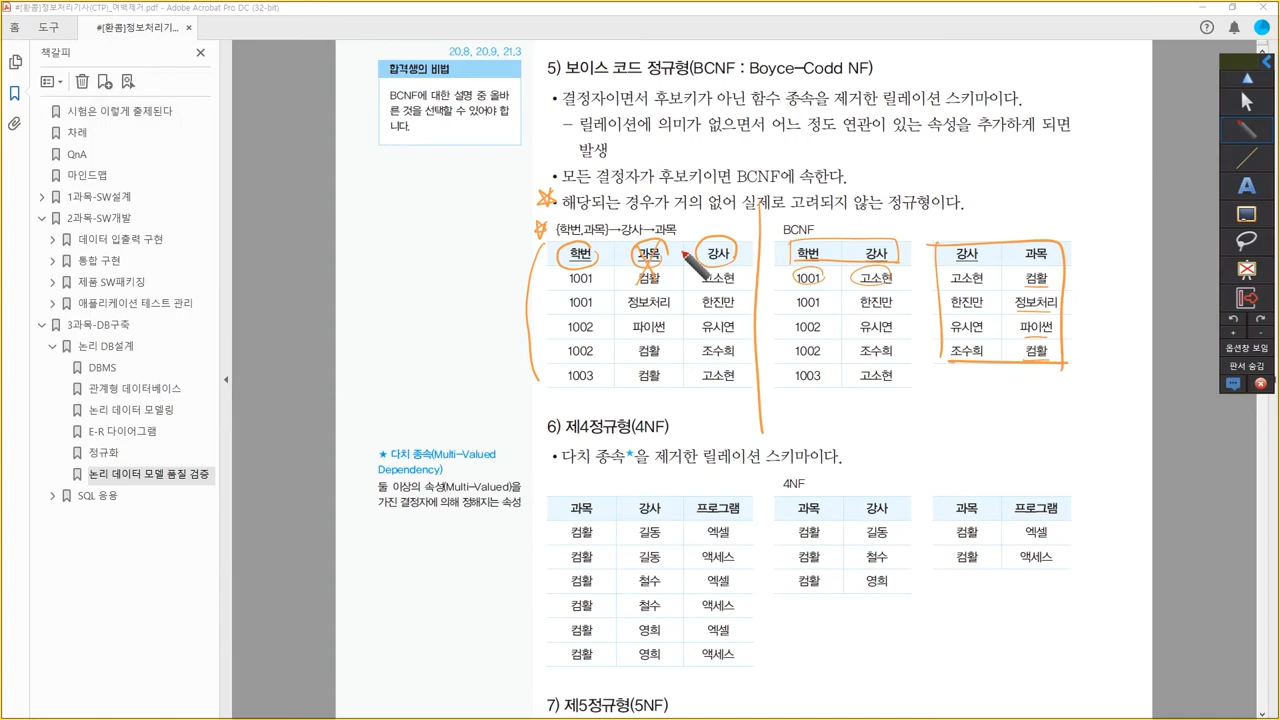 #[환콤]정보처리기사(CTP)_여백제거.pdf - Adobe Acrobat Pro DC (32-bit)
홈
도구
#[환콤]정보처리기...
책갈피
시험은 이렇게 출제된다
차례
QnA
마인드맵
1과목-SW설계
2과목-SW개발
데이터 입출력 구현
통합 구현
제품 SW패키징
애플리케이션 테스트 관리
3과목-DB구축
논리 DB설계
DBMS
관계형 데이터베이스
논리 데이터 모델링
E-R 다이어그램
정규화
논리 데이터 모델 품질 검증
SQL 응용
20.8, 20.9, 21.3
합격생의 비법
BCNF에 대한 설명 중 올바
른 것을 선택할 수 있어야 합
니다.
5) 보이스 코드 정규형(BCNF : Boyce-Codd NF)
• 결정자이면서 후보키가 아닌 함수 종속을 제거한 릴레이션 스키마이다.
– 릴레이션에 의미가 없으면서 어느 정도 연관이 있는 속성을 추가하게 되면
발생
• 모든 결정자가 후보키이면 BCNF에 속한다.
• 해당되는 경우가 거의 없어 실제로 고려되지 않는 정규형이다.
{학번,과목}→강사→과목
학번 과목 강사
1001 컴활 고소현
1001 정보처리 한진만
1002 파이썬 유시연
1002 컴활 조수희
1003 컴활 고소현
BCNF
학번 강사
1001 고소현
1001 한진만
1002 유시연
1002 조수희
1003 고소현
강사 과목
고소현 컴활
한진만 정보처리
유시연 파이썬
조수희 컴활
6) 제4정규형(4NF)
• 다치 종속★을 제거한 릴레이션 스키마이다.
★ 다치 종속(Multi-Valued
Dependency)
둘 이상의 속성(Multi-Valued)을
가진 결정자에 의해 정해지는 속성
과목 강사 프로그램
컴활 길동 엑셀
컴활 길동 액세스
컴활 철수 엑셀
컴활 철수 액세스
컴활 영희 엑셀
컴활 영희 액세스
4NF
과목 강사
컴활 길동
컴활 철수
컴활 영희
과목 프로그램
컴활 엑셀
컴활 액세스
7) 제5정규형(5NF)
옵션창 보임
판서 숨김